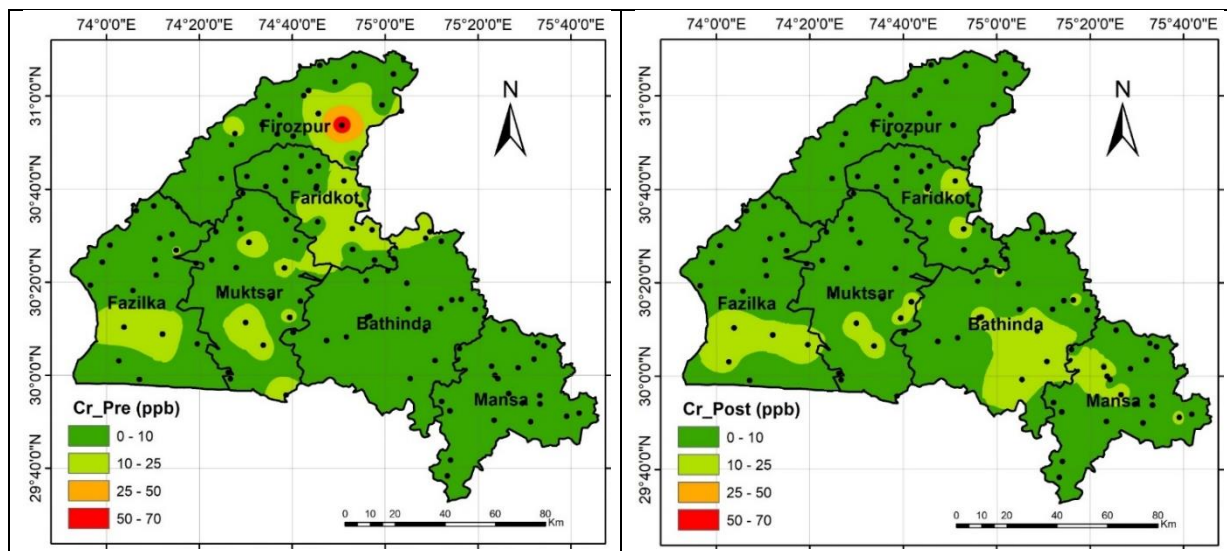 74°0'0"E 74°20'0"E 74°40'0"E 75°0'0"E 75°20'0"E 75°40'0"E
N
31°0'0"N
Firozpur
30°40'0"N
Faridkot
30°20'0"N
Fazilka
Muktsar
Bathinda
30°0'0"N
Mansa
Cr_Pre (ppb)
0 - 10
10 - 25
25 - 50
50 - 70
29°40'0"N
0 5 10 20 40 60 80
Km
74°0'0"E 74°20'0"E 74°40'0"E 75°0'0"E 75°20'0"E 75°40'0"E
N
31°0'0"N
Firozpur
30°40'0"N
Faridkot
30°20'0"N
Fazilka
Muktsar
Bathinda
30°0'0"N
Mansa
Cr_Post (ppb)
0 - 10
10 - 25
25 - 50
50 - 70
29°40'0"N
0 5 10 20 40 60 80
Km